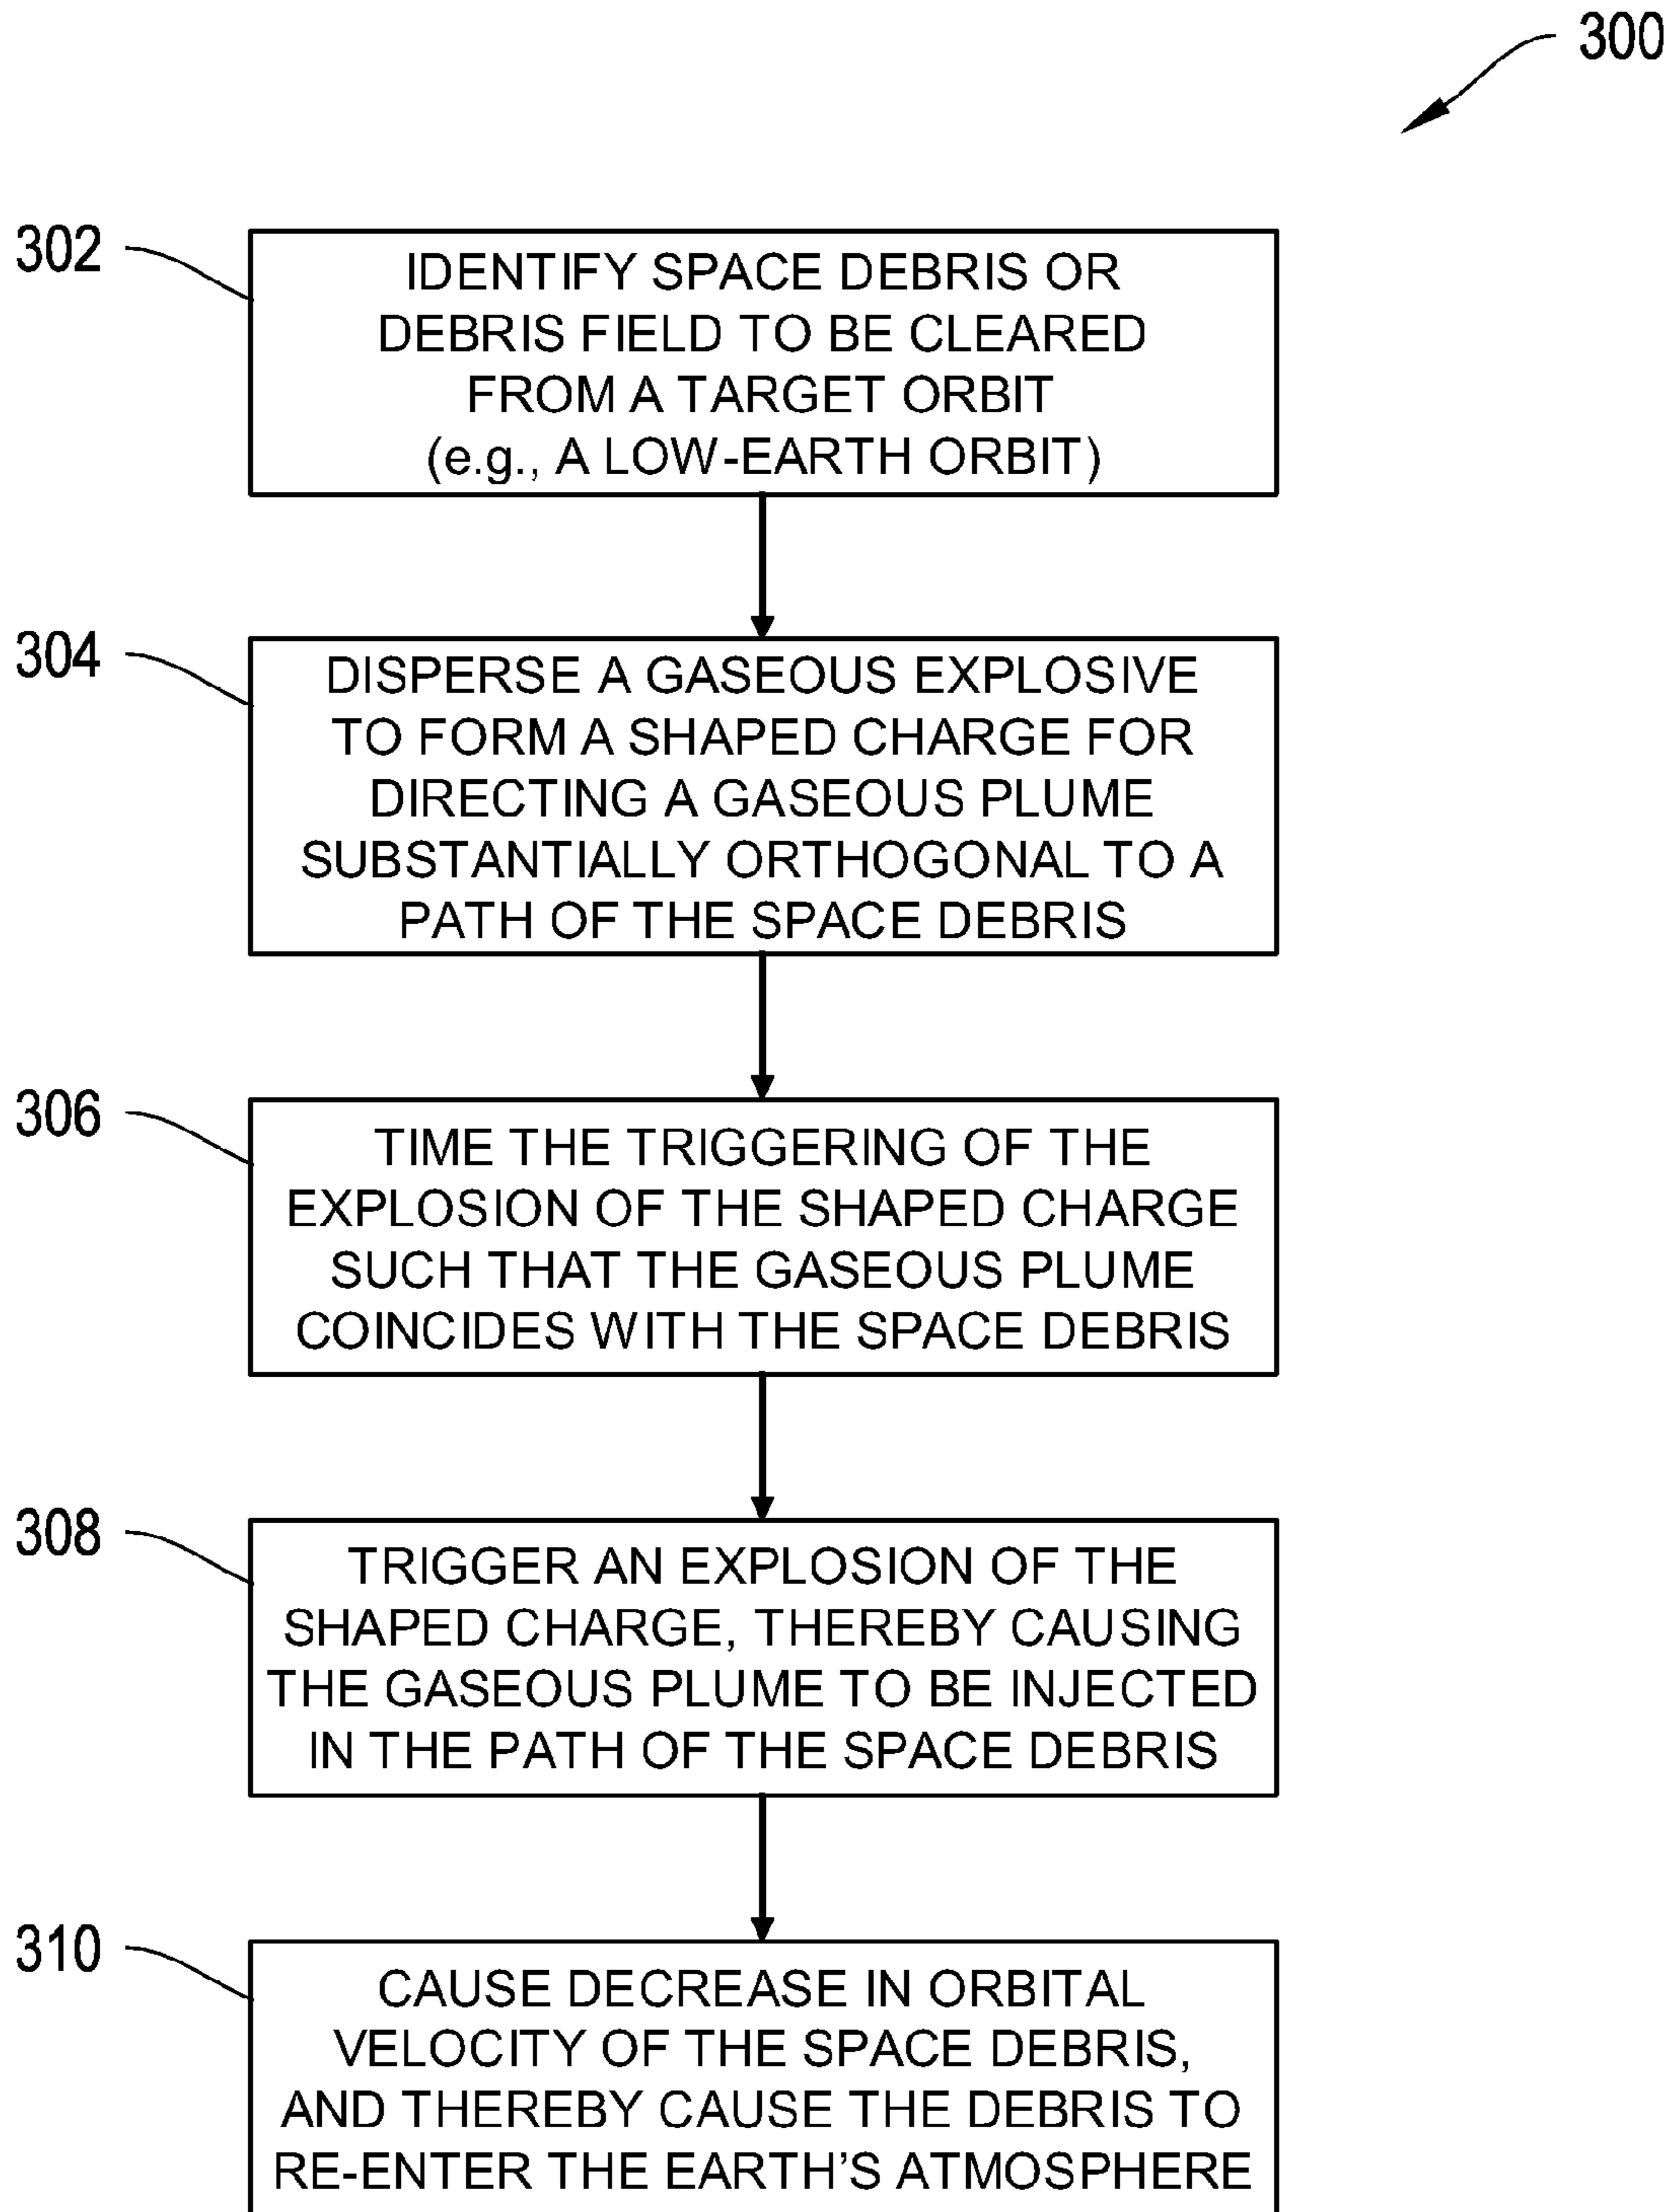 300
302
IDENTIFY SPACE DEBRIS OR
DEBRIS FIELD TO BE CLEARED
FROM A TARGET ORBIT
(e.g., A LOW-EARTH ORBIT)
304
DISPERSE A GASEOUS EXPLOSIVE
TO FORM A SHAPED CHARGE FOR
DIRECTING A GASEOUS PLUME
SUBSTANTIALLY ORTHOGONAL TO A
PATH OF THE SPACE DEBRIS
306
TIME THE TRIGGERING OF THE
EXPLOSION OF THE SHAPED CHARGE
SUCH THAT THE GASEOUS PLUME
COINCIDES WITH THE SPACE DEBRIS
308
TRIGGER AN EXPLOSION OF THE
SHAPED CHARGE, THEREBY CAUSING
THE GASEOUS PLUME TO BE INJECTED
IN THE PATH OF THE SPACE DEBRIS
310
CAUSE DECREASE IN ORBITAL
VELOCITY OF THE SPACE DEBRIS,
AND THEREBY CAUSE THE DEBRIS TO
RE-ENTER THE EARTH'S ATMOSPHERE